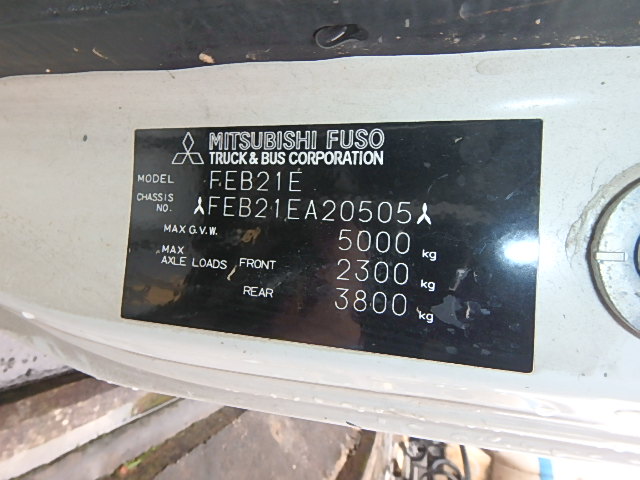 MITSUBISHI FUSO
TRUCK & BUS CORPORATION
MODEL FEB21E
CHASSIS NO. FEB21EA20505
MAX G.V.W. 5000 kg
MAX AXLE LOADS FRONT 2300 kg
REAR 3800 kg